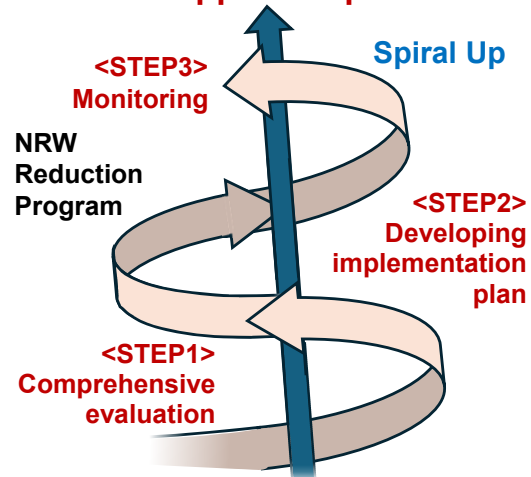 Spiral Up
<STEP3>
Monitoring
NRW
Reduction
Program
<STEP2>
Developing
implementation
plan
<STEP1>
Comprehensive
evaluation